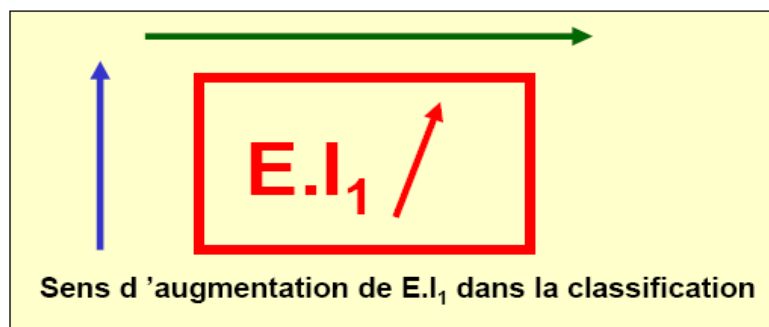 E.I₁
Sens d ’augmentation de E.I₁ dans la classification